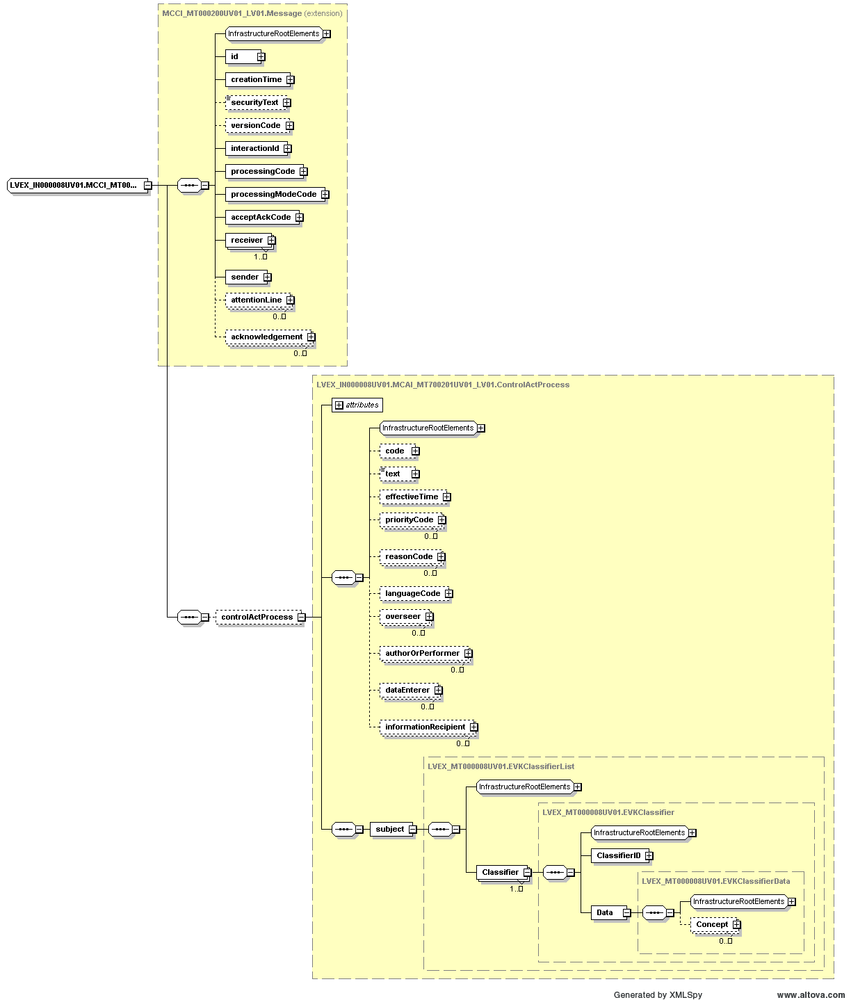 MCCI_MT000200UV01_LV01.Message (extension)
InfrastructureRootElements
id
creationTime
securityText
versionCode
interactionId
processingCode
LVEX_IN000008UV01.MCCI_MT00...
processingModeCode
acceptAckCode
receiver
1..
sender
attentionLine
0..
acknowledgement
0..
LVEX_IN000008UV01.MCAI_MT700201UV01_LV01.ControlActProcess
attributes
InfrastructureRootElements
code
text
effectiveTime
priorityCode
0..
reasonCode
0..
languageCode
controlActProcess
overseer
0..
authorOrPerformer
0..
dataEnterer
0..
informationRecipient
0..
LVEX_MT000008UV01.EVKClassifierList
InfrastructureRootElements
LVEX_MT000008UV01.EVKClassifier
subject
InfrastructureRootElements
ClassifierID
Classifier
1..
LVEX_MT000008UV01.EVKClassifierData
InfrastructureRootElements
Data
Concept
0..
Generated by XMLSpy
www.altova.com